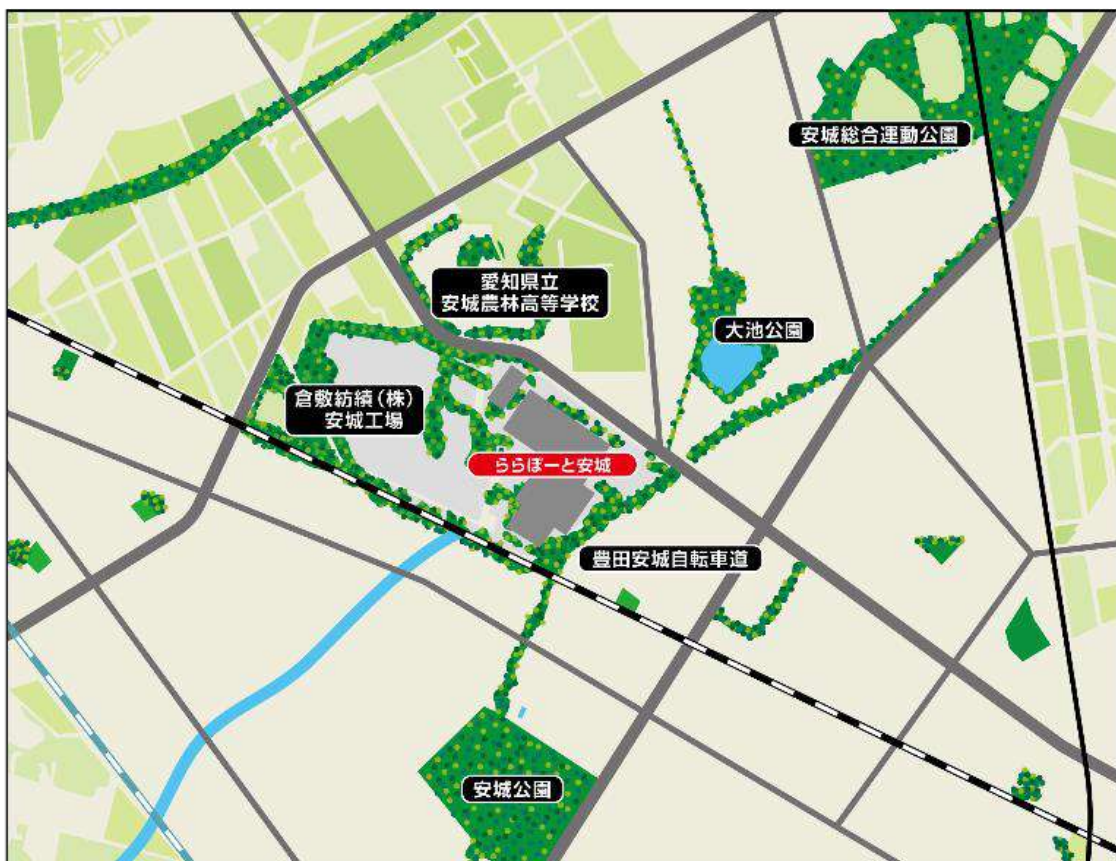 安城総合運動公園
愛知県立
安城農林高等学校
大池公園
倉敷紡績(株)
安城工場
ららぽーと安城
豊田安城自転車道
安城公園